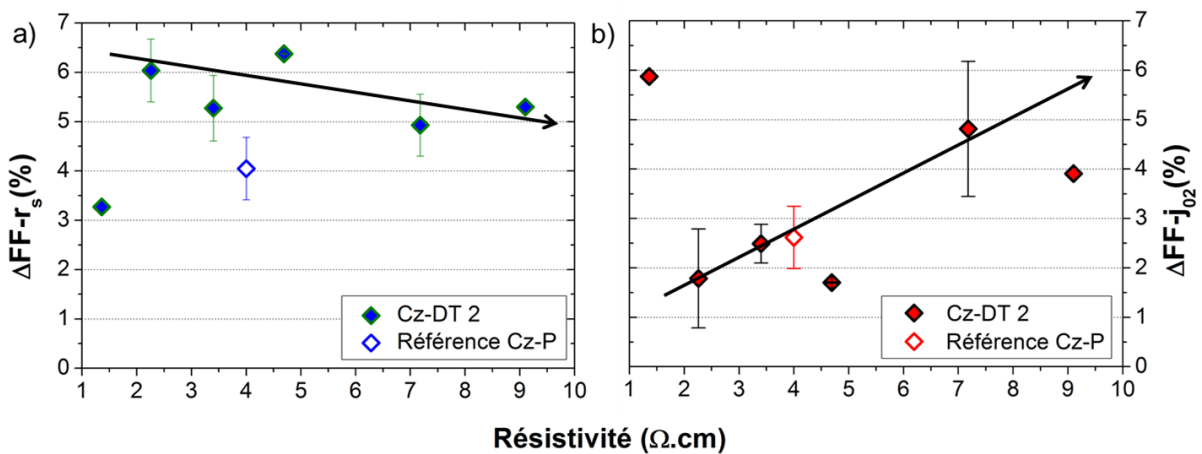 a)
ΔFF-rs(%)
7
6
5
4
3
2
1
0
Cz-DT 2
Référence Cz-P
1 2 3 4 5 6 7 8 9 10
b)
Cz-DT 2
Référence Cz-P
1 2 3 4 5 6 7 8 9 10
7
6
5
4
3
2
1
0
ΔFF-j02(%)
Résistivité (Ω.cm)